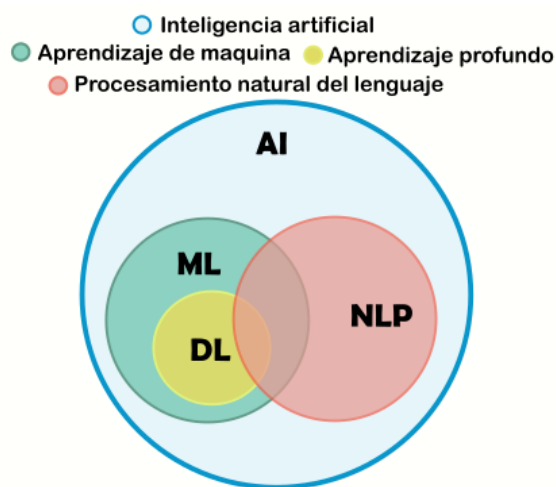 Inteligencia artificial
Aprendizaje de maquina Aprendizaje profundo
Procesamiento natural del lenguaje
AI
ML
NLP
DL